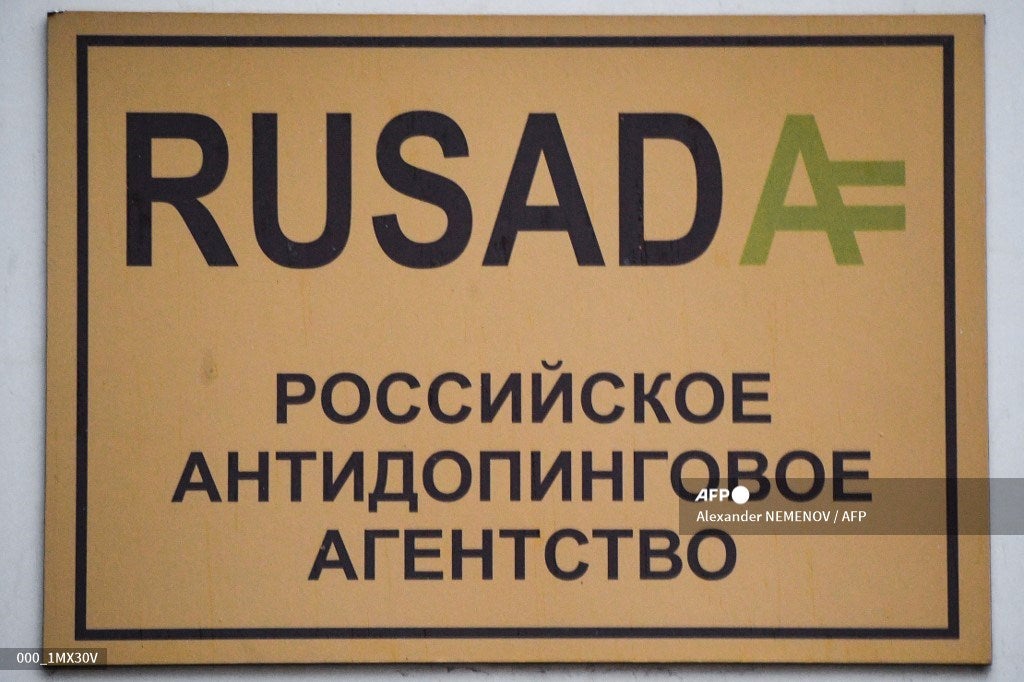 RUSADA
РОССИЙСКОЕ
АНТИДОПИНГОВОЕ
АГЕНТСТВО
AFP
Alexander NEMENOV / AFP
000_1MX30V